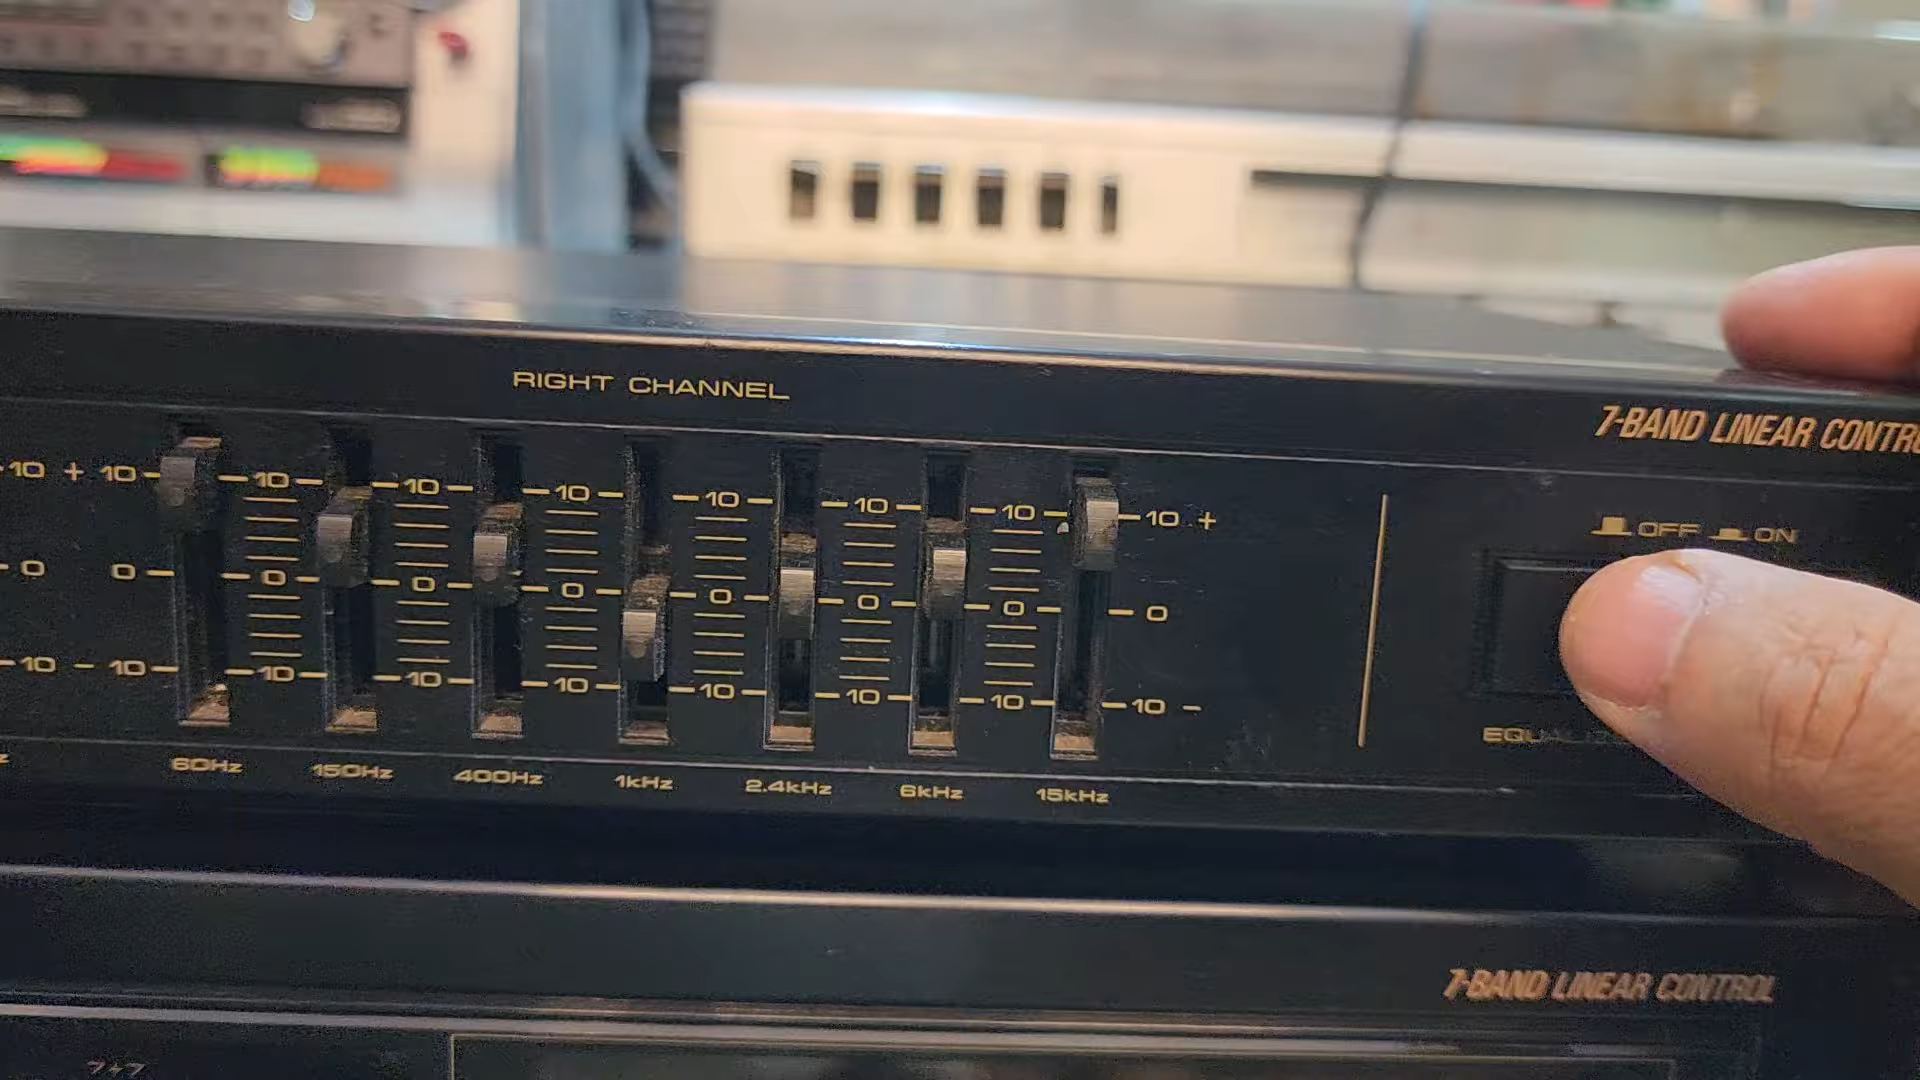 RIGHT CHANNEL
7-BAND LINEAR
OFF ON
10 + 10 10 10 10 10 10 10 10 +
0 0 0 0 0 0 0 0 0
10 - 10 10 10 10 10 10 10 10 -
60Hz 150Hz 400Hz 1kHz 2.4kHz 6kHz 15kHz
7-BAND LINEAR CONTROL